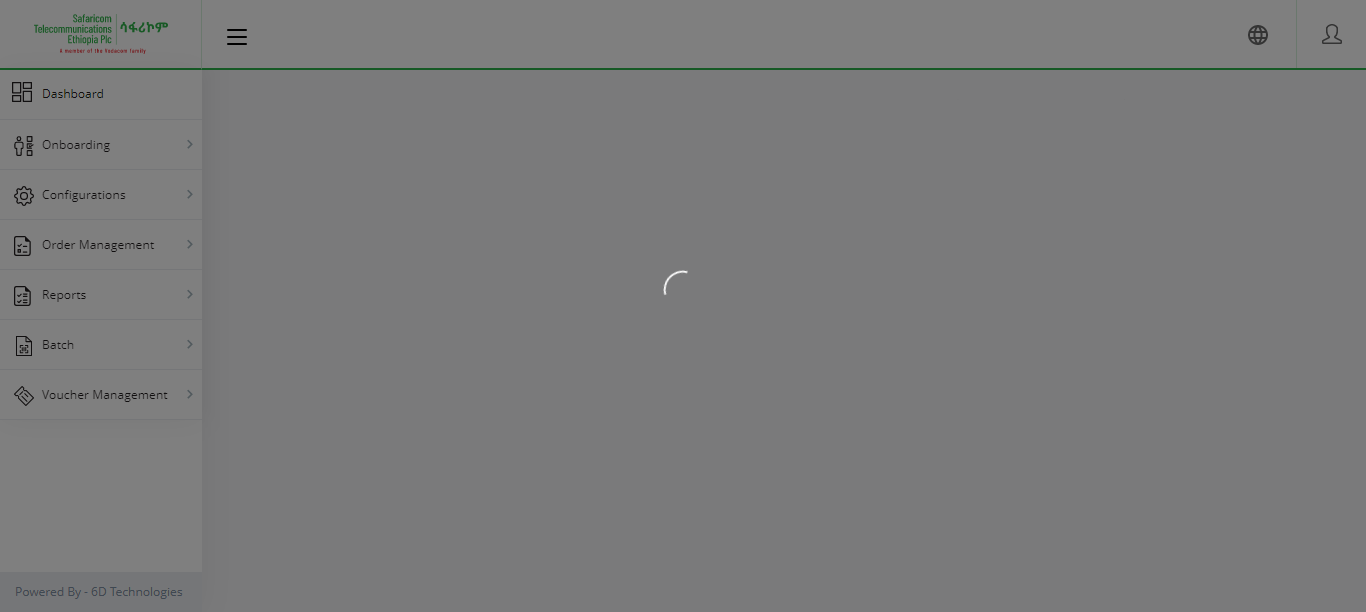 Safaricom
Telecommunications
Ethiopia Plc
ሳፋሪኮም
A member of the Vodacom family
Dashboard
Onboarding
Configurations
Order Management
Reports
Batch
Voucher Management
Powered By - 6D Technologies